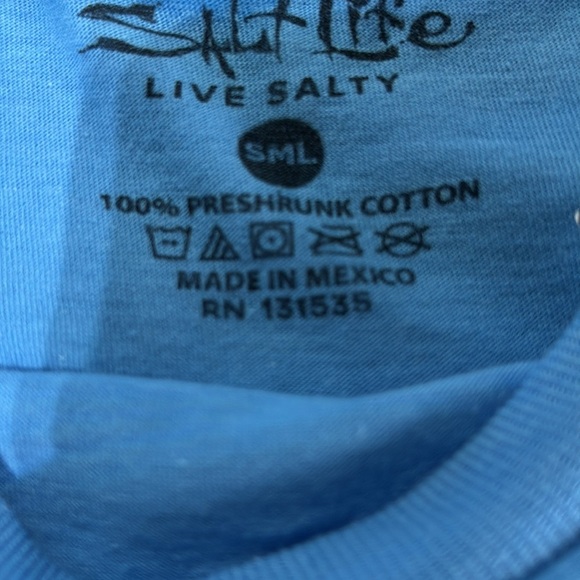 Salt Life
LIVE SALTY
SML
100% PRESHRUNK COTTON
MADE IN MEXICO
RN 131535